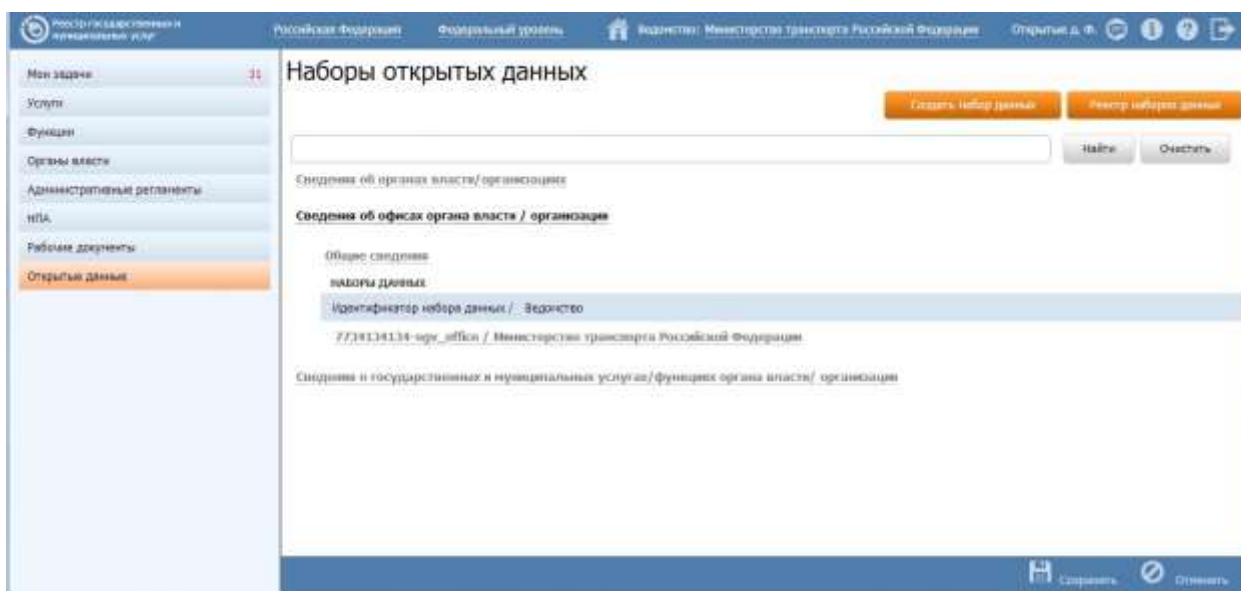 Реестр государственных и
муниципальных услуг
Российская Федерация
Федеральный уровень
Ведомство: Министерство транспорта Российской Федерации
Открытые д. Ф.
Мои задачи 31
Услуги
Функции
Органы власти
Административные регламенты
НПА
Рабочие документы
Открытые данные
Наборы открытых данных
Создать набор данных
Реестр наборов данных
Найти
Очистить
Сведения об органах власти/организациях
Сведения об офисах органа власти / организации
Общие сведения
НАБОРЫ ДАННЫХ
Идентификатор набора данных / Ведомство
7734134134-ogv_office / Министерство транспорта Российской Федерации
Сведения о государственных и муниципальных услугах/функциях органа власти/ организации
Сохранить
Отменить